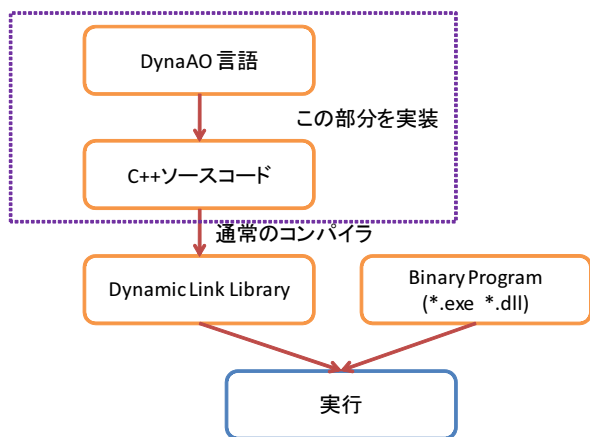 DynaAO 言語
この部分を実装
C++ソースコード
通常のコンパイラ
Dynamic Link Library
Binary Program
(*.exe *.dll)
実行